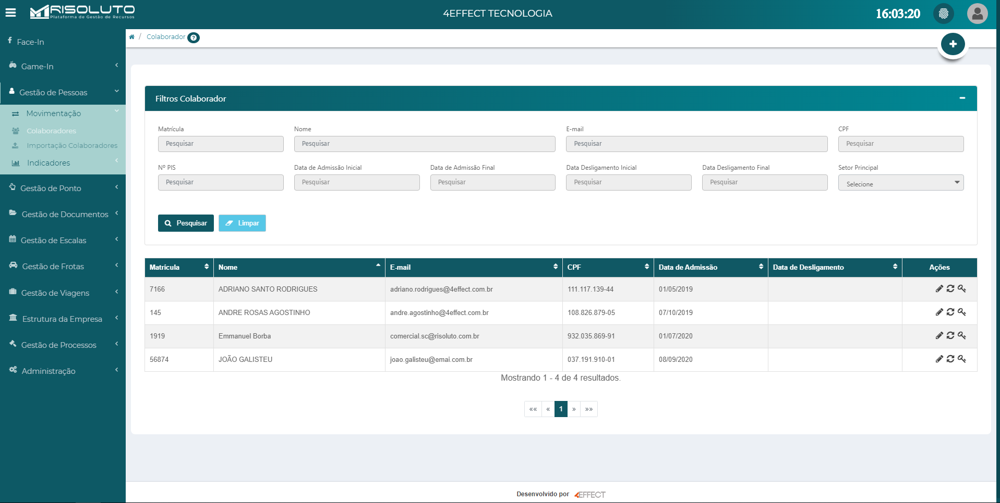 RISOLUTO
Plataforma de Gestão de Recursos
4EFFECT TECNOLOGIA
16:03:20
Face-In
Game-In
Gestão de Pessoas
Movimentação
Colaboradores
Importação Colaboradores
Indicadores
Gestão de Ponto
Gestão de Documentos
Gestão de Escalas
Gestão de Frotas
Gestão de Viagens
Estrutura da Empresa
Gestão de Processos
Administração
/ Colaborador ?
Filtros Colaborador
Matrícula Nome E-mail CPF
Pesquisar Pesquisar Pesquisar Pesquisar
Nº PIS Data de Admissão Inicial Data de Admissão Final Data Desligamento Inicial Data Desligamento Final Setor Principal
Pesquisar Pesquisar Pesquisar Pesquisar Pesquisar Selecione
Pesquisar Limpar
Matrícula Nome E-mail CPF Data de Admissão Data de Desligamento Ações
7166 ADRIANO SANTO RODRIGUES adriano.rodrigues@4effect.com.br 111.117.139-44 01/05/2019
145 ANDRE ROSAS AGOSTINHO andre.agostinho@4effect.com.br 108.826.879-05 07/10/2019
1919 Emmanuel Borba comercial.sc@risoluto.com.br 932.035.869-91 01/07/2020
56874 JOÃO GALISTEU joao.galisteu@emai.com.br 037.191.910-01 08/09/2020
Mostrando 1 - 4 de 4 resultados.
«« « 1 » »»
Desenvolvido por 4EFFECT